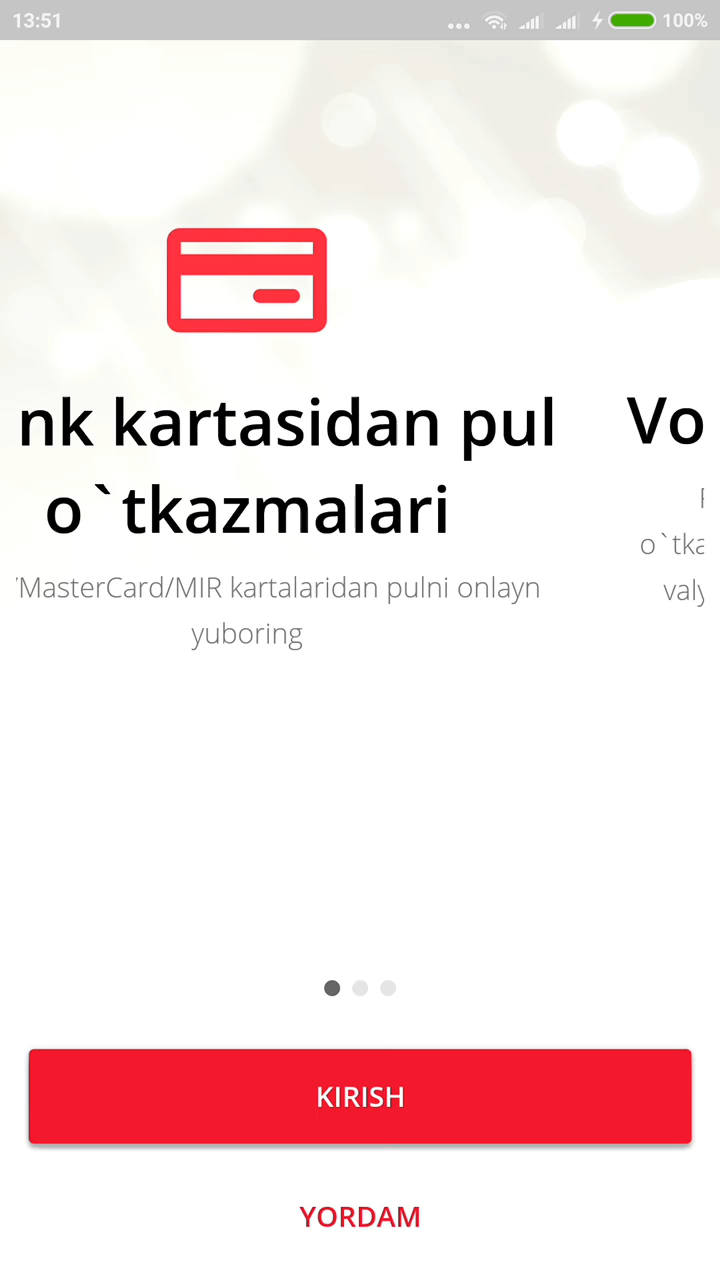 13:51
100%
nk kartasidan pul
o`tkazmalari
MasterCard/MIR kartalaridan pulni onlayn
yuboring
Vo
o`tka
valy
KIRISH
YORDAM